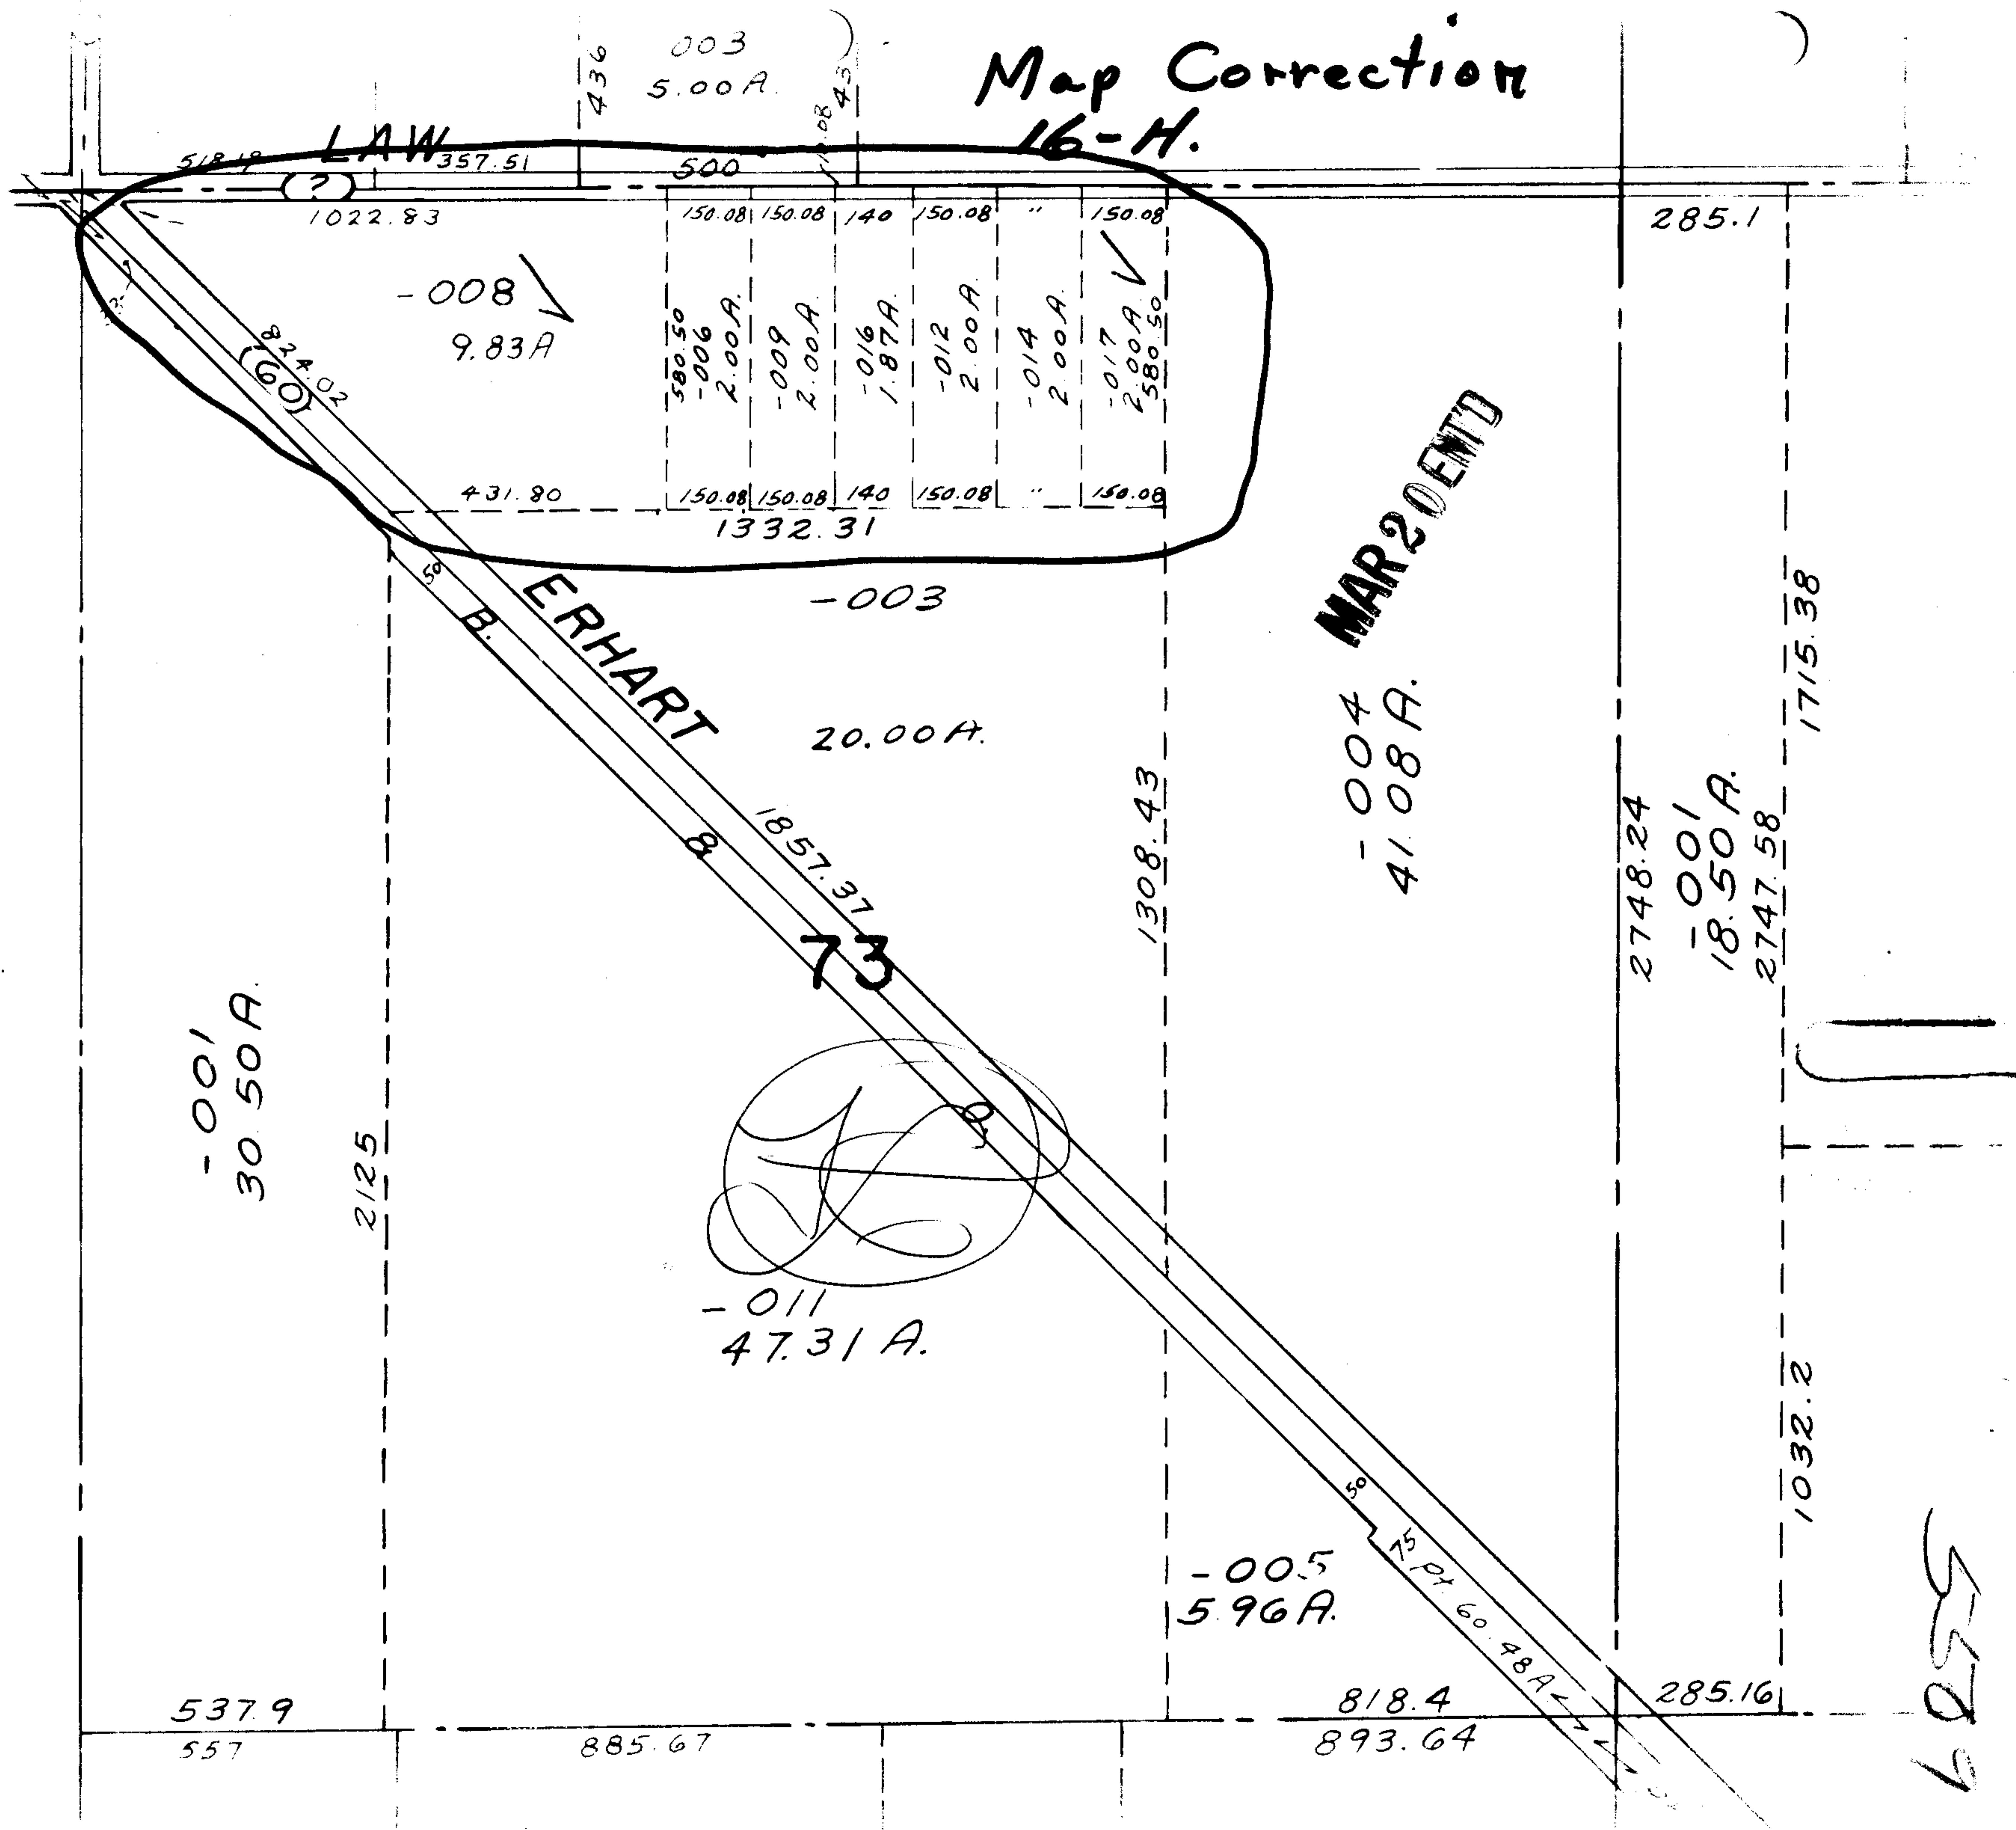 003
5.00 A.
436
43
Map Correction
16-H.
LAW
518.19
357.51
500
?
1022.83
150.08 150.08 140 150.08 " 150.08
285.1
-008
9.83A
824.02
(60)
580.50
-006
2.00A.
-009
2.00A
-016
1.87A.
-012
2.00A.
-014
2.00A.
-017
2.00A
580.50
431.80
150.08 150.08 140 150.08 " 150.08
1332.31
MAR 20 ENT'D
50
B.
ERHART
-003
20.00A.
1715.38
-004
41.08 A.
&
1857.37
1308.43
2748.24
-001
18.50 A.
2747.58
73
-001
30.50 A.
2125
O.
-011
47.31 A.
1032.2
50
75
Pt. 60.48A
-005
5.96A.
537.9
818.4
285.16
557
885.67
893.64